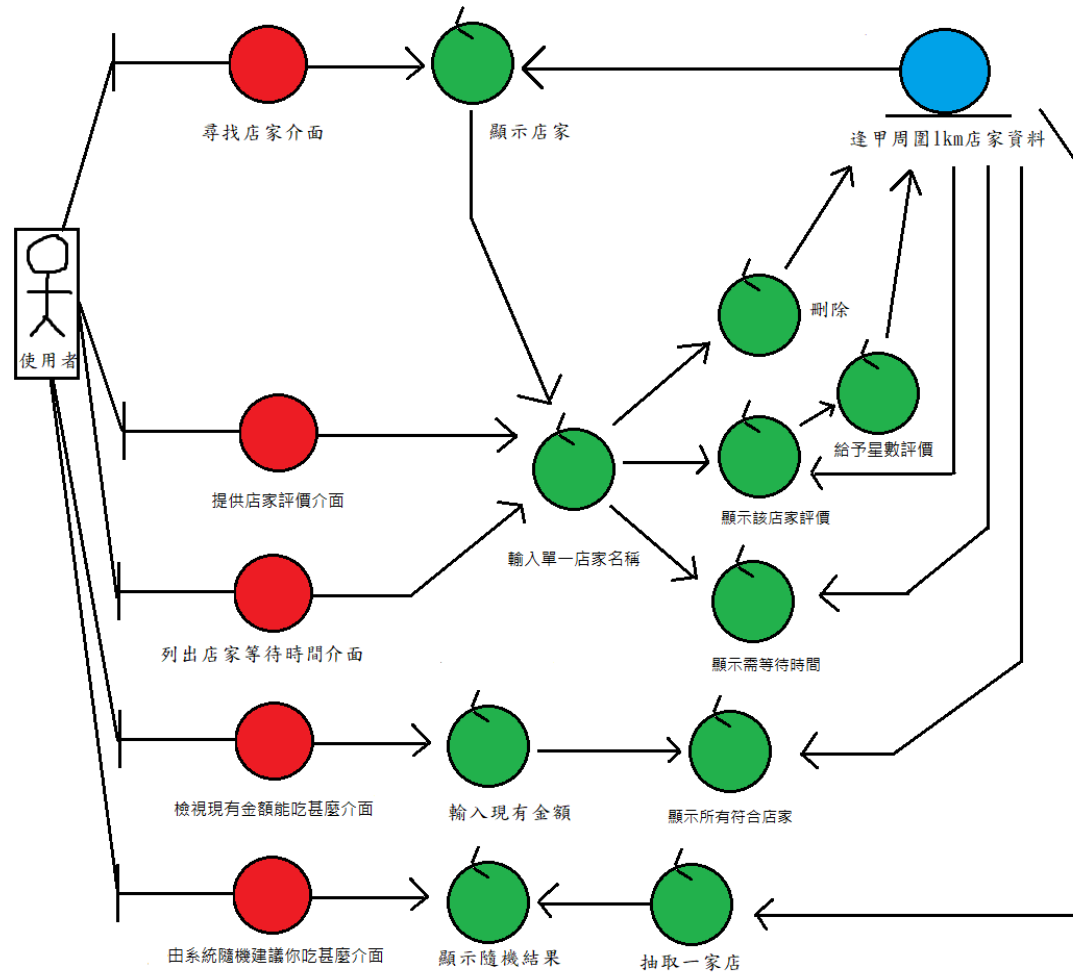 尋找店家介面
顯示店家
逢甲周圍1km店家資料
使用者
刪除
給予星數評價
提供店家評價介面
顯示該店家評價
輸入單一店家名稱
列出店家等待時間介面
顯示需等待時間
檢視現有金額能吃甚麼介面
輸入現有金額
顯示所有符合店家
由系統隨機建議你吃甚麼介面
顯示隨機結果
抽取一家店